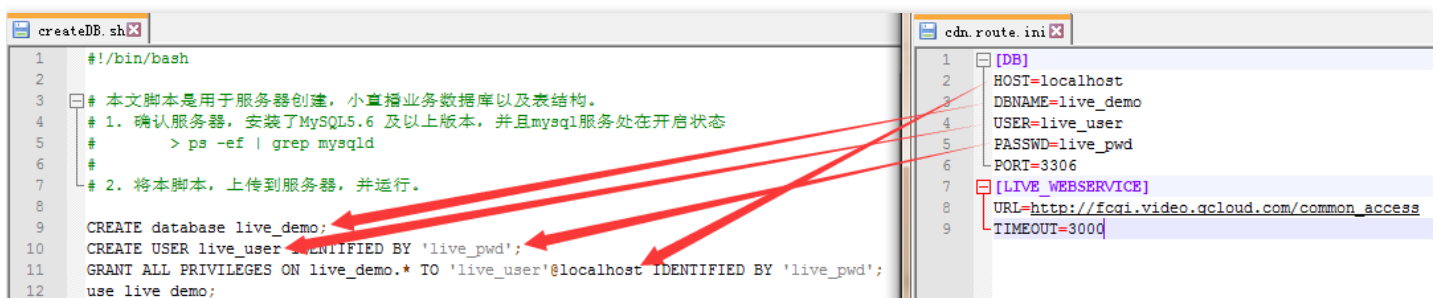 createDB.sh
1 #!/bin/bash
2
3 # 本文脚本是用于服务器创建，小直播业务数据库以及表结构。
4 # 1. 确认服务器，安装了MySQL5.6 及以上版本，并且mysql服务处在开启状态
5 # > ps -ef | grep mysqld
6 #
7 # 2. 将本脚本，上传到服务器，并运行。
8
9 CREATE database live_demo;
10 CREATE USER live_user IDENTIFIED BY 'live_pwd';
11 GRANT ALL PRIVILEGES ON live_demo.* TO 'live_user'@localhost IDENTIFIED BY 'live_pwd';
12 use live_demo;
cdn.route.ini
1 [DB]
2 HOST=localhost
3 DBNAME=live_demo
4 USER=live_user
5 PASSWD=live_pwd
6 PORT=3306
7 [LIVE_WEBSERVICE]
8 URL=http://fcgi.video.qcloud.com/common_access
9 TIMEOUT=3000